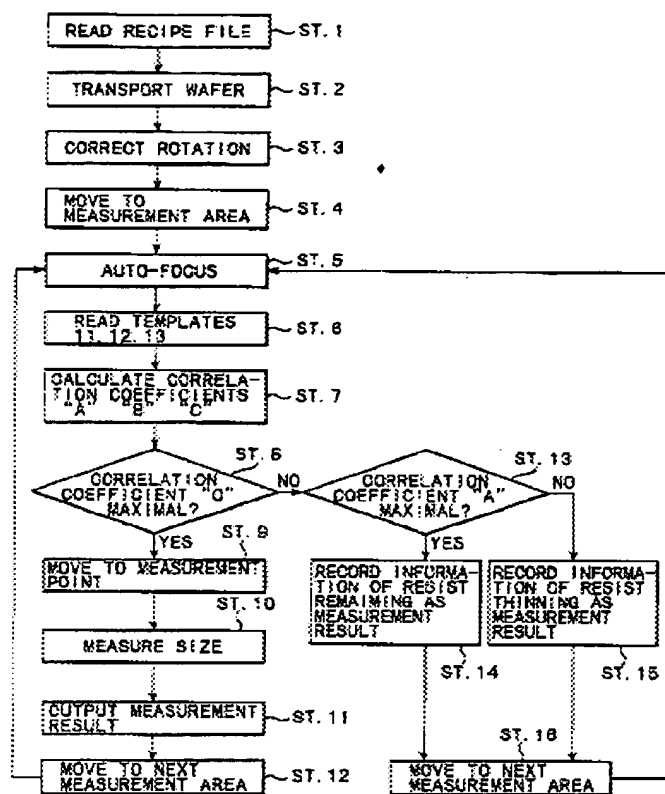 READ RECIPE FILE
ST. 1
TRANSPORT WAFER
ST. 2
CORRECT ROTATION
ST. 3
MOVE TO
MEASUREMENT AREA
ST. 4
AUTO-FOCUS
ST. 5
READ TEMPLATES
11. 12. 13
ST. 6
CALCULATE CORRELA-
TION COEFFICIENTS
"A" "B" "C"
ST. 7
ST. 8
CORRELATION
COEFFICIENT "C"
MAXIMAL?
NO
YES
ST. 13
CORRELATION
COEFFICIENT "A"
MAXIMAL?
NO
YES
ST. 9
MOVE TO MEASUREMENT
POINT
ST. 10
MEASURE SIZE
RECORD INFORMA-
TION OF RESIST
REMAIMING AS
MEASUREMENT
RESULT
ST. 14
RECORD INFORMA-
TION OF RESIST
THINNING AS
MEASUREMENT
RESULT
ST. 15
CUTPUT MEASUREMENT
RESULT
ST. 11
MOVE TO NEXT
MEASUREMENT AREA
ST. 12
ST. 16
MOVE TO NEXT
MEASUREMENT AREA